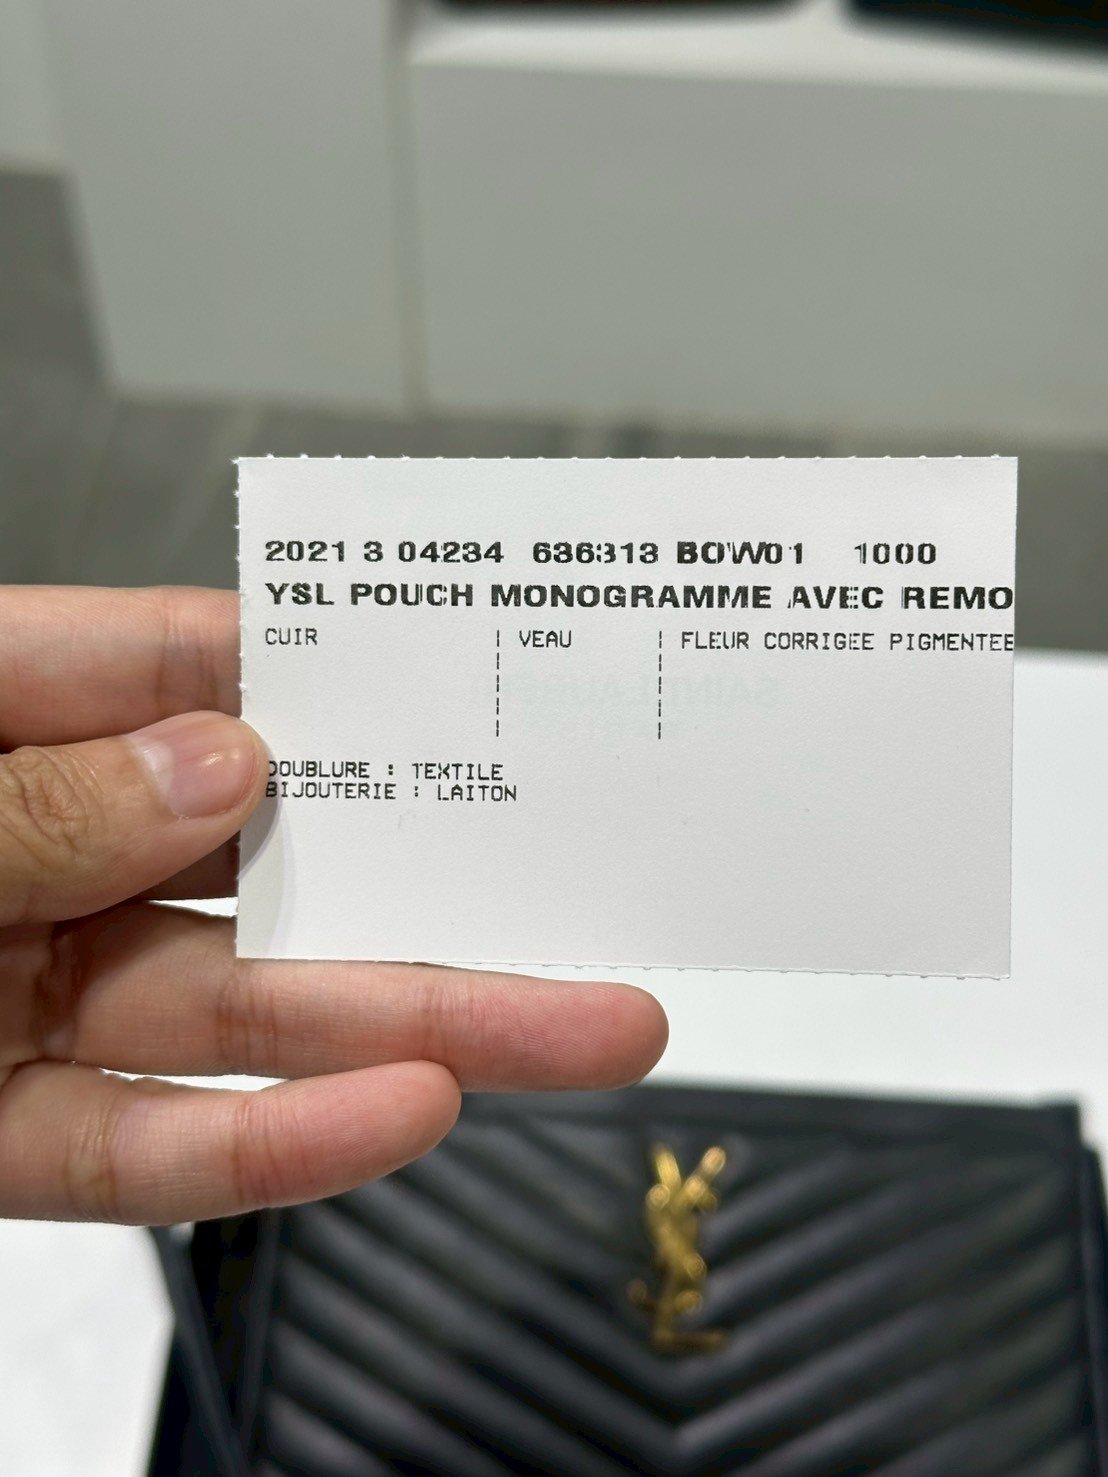 2021 3 04234 636313 BOW01 1000
YSL POUCH MONOGRAMME AVEC REMO
CUIR | VEAU | FLEUR CORRIGEE PIGMENTEE
DOUBLURE : TEXTILE
BIJOUTERIE : LAITON
YSL